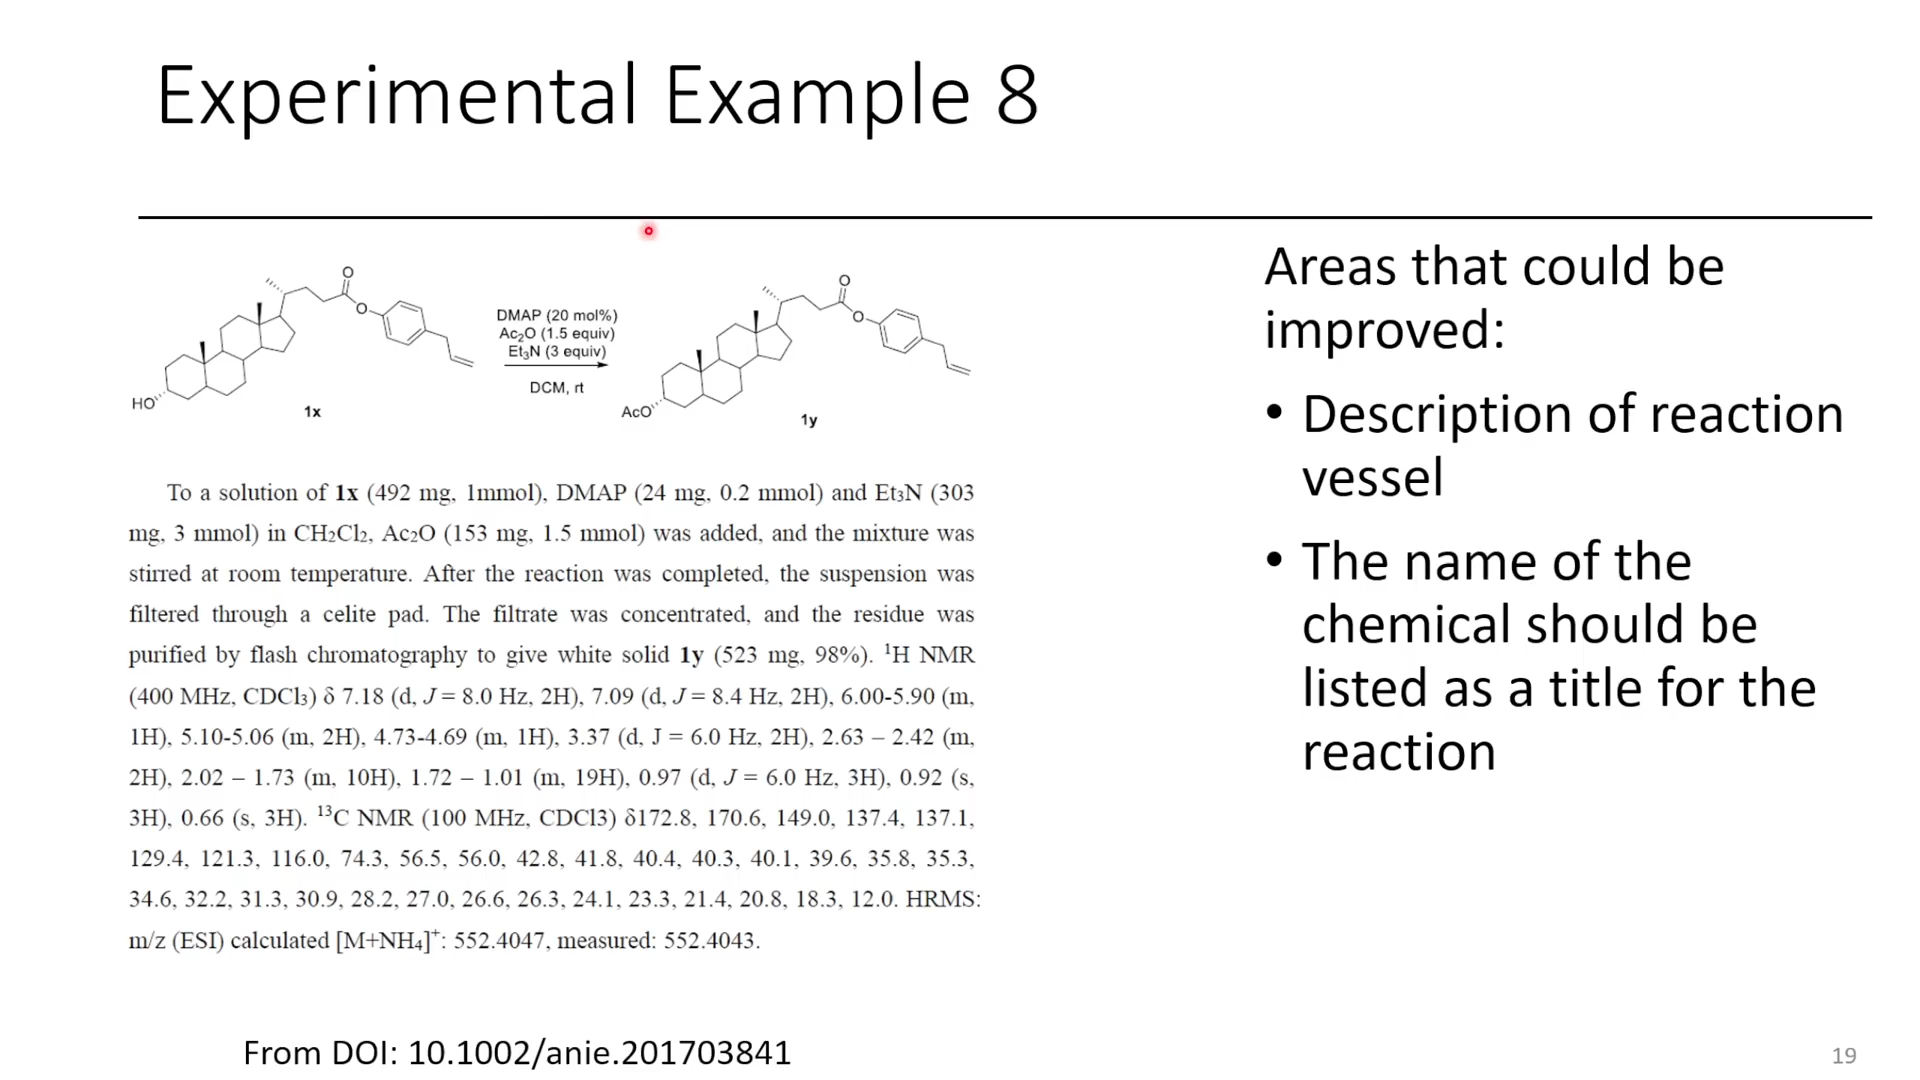 Experimental Example 8
O
O
HO
1x
DMAP (20 mol%)
Ac₂O (1.5 equiv)
Et₃N (3 equiv)
DCM, rt
O
O
AcO
1y
To a solution of 1x (492 mg, 1mmol), DMAP (24 mg, 0.2 mmol) and Et₃N (303
mg, 3 mmol) in CH₂Cl₂, Ac₂O (153 mg, 1.5 mmol) was added, and the mixture was
stirred at room temperature. After the reaction was completed, the suspension was
filtered through a celite pad. The filtrate was concentrated, and the residue was
purified by flash chromatography to give white solid 1y (523 mg, 98%). ¹H NMR
(400 MHz, CDCl₃) δ 7.18 (d, J = 8.0 Hz, 2H), 7.09 (d, J = 8.4 Hz, 2H), 6.00-5.90 (m,
1H), 5.10-5.06 (m, 2H), 4.73-4.69 (m, 1H), 3.37 (d, J = 6.0 Hz, 2H), 2.63 – 2.42 (m,
2H), 2.02 – 1.73 (m, 10H), 1.72 – 1.01 (m, 19H), 0.97 (d, J = 6.0 Hz, 3H), 0.92 (s,
3H), 0.66 (s, 3H). ¹³C NMR (100 MHz, CDCl3) δ172.8, 170.6, 149.0, 137.4, 137.1,
129.4, 121.3, 116.0, 74.3, 56.5, 56.0, 42.8, 41.8, 40.4, 40.3, 40.1, 39.6, 35.8, 35.3,
34.6, 32.2, 31.3, 30.9, 28.2, 27.0, 26.6, 26.3, 24.1, 23.3, 21.4, 20.8, 18.3, 12.0. HRMS:
m/z (ESI) calculated [M+NH₄]⁺: 552.4047, measured: 552.4043.
From DOI: 10.1002/anie.201703841
Areas that could be
improved:
• Description of reaction
vessel
• The name of the
chemical should be
listed as a title for the
reaction
19